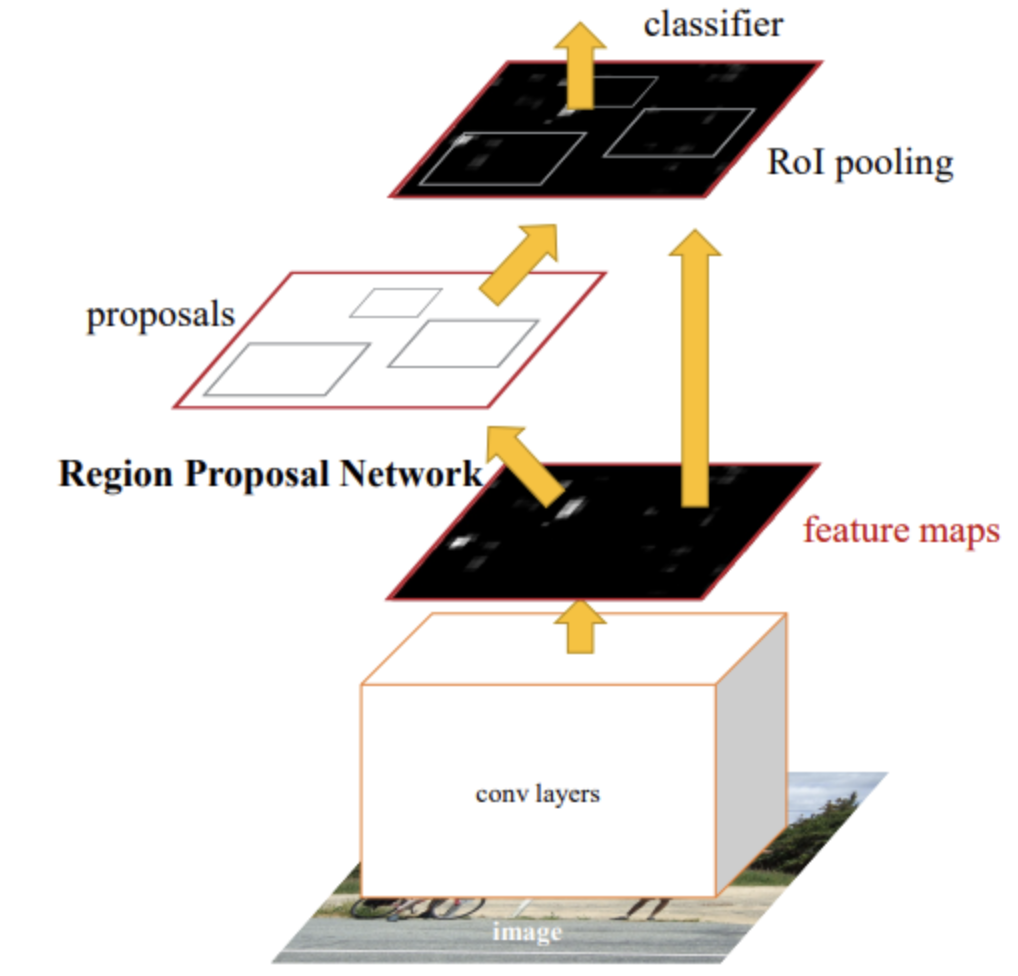 classifier
RoI pooling
proposals
Region Proposal Network
feature maps
conv layers
image